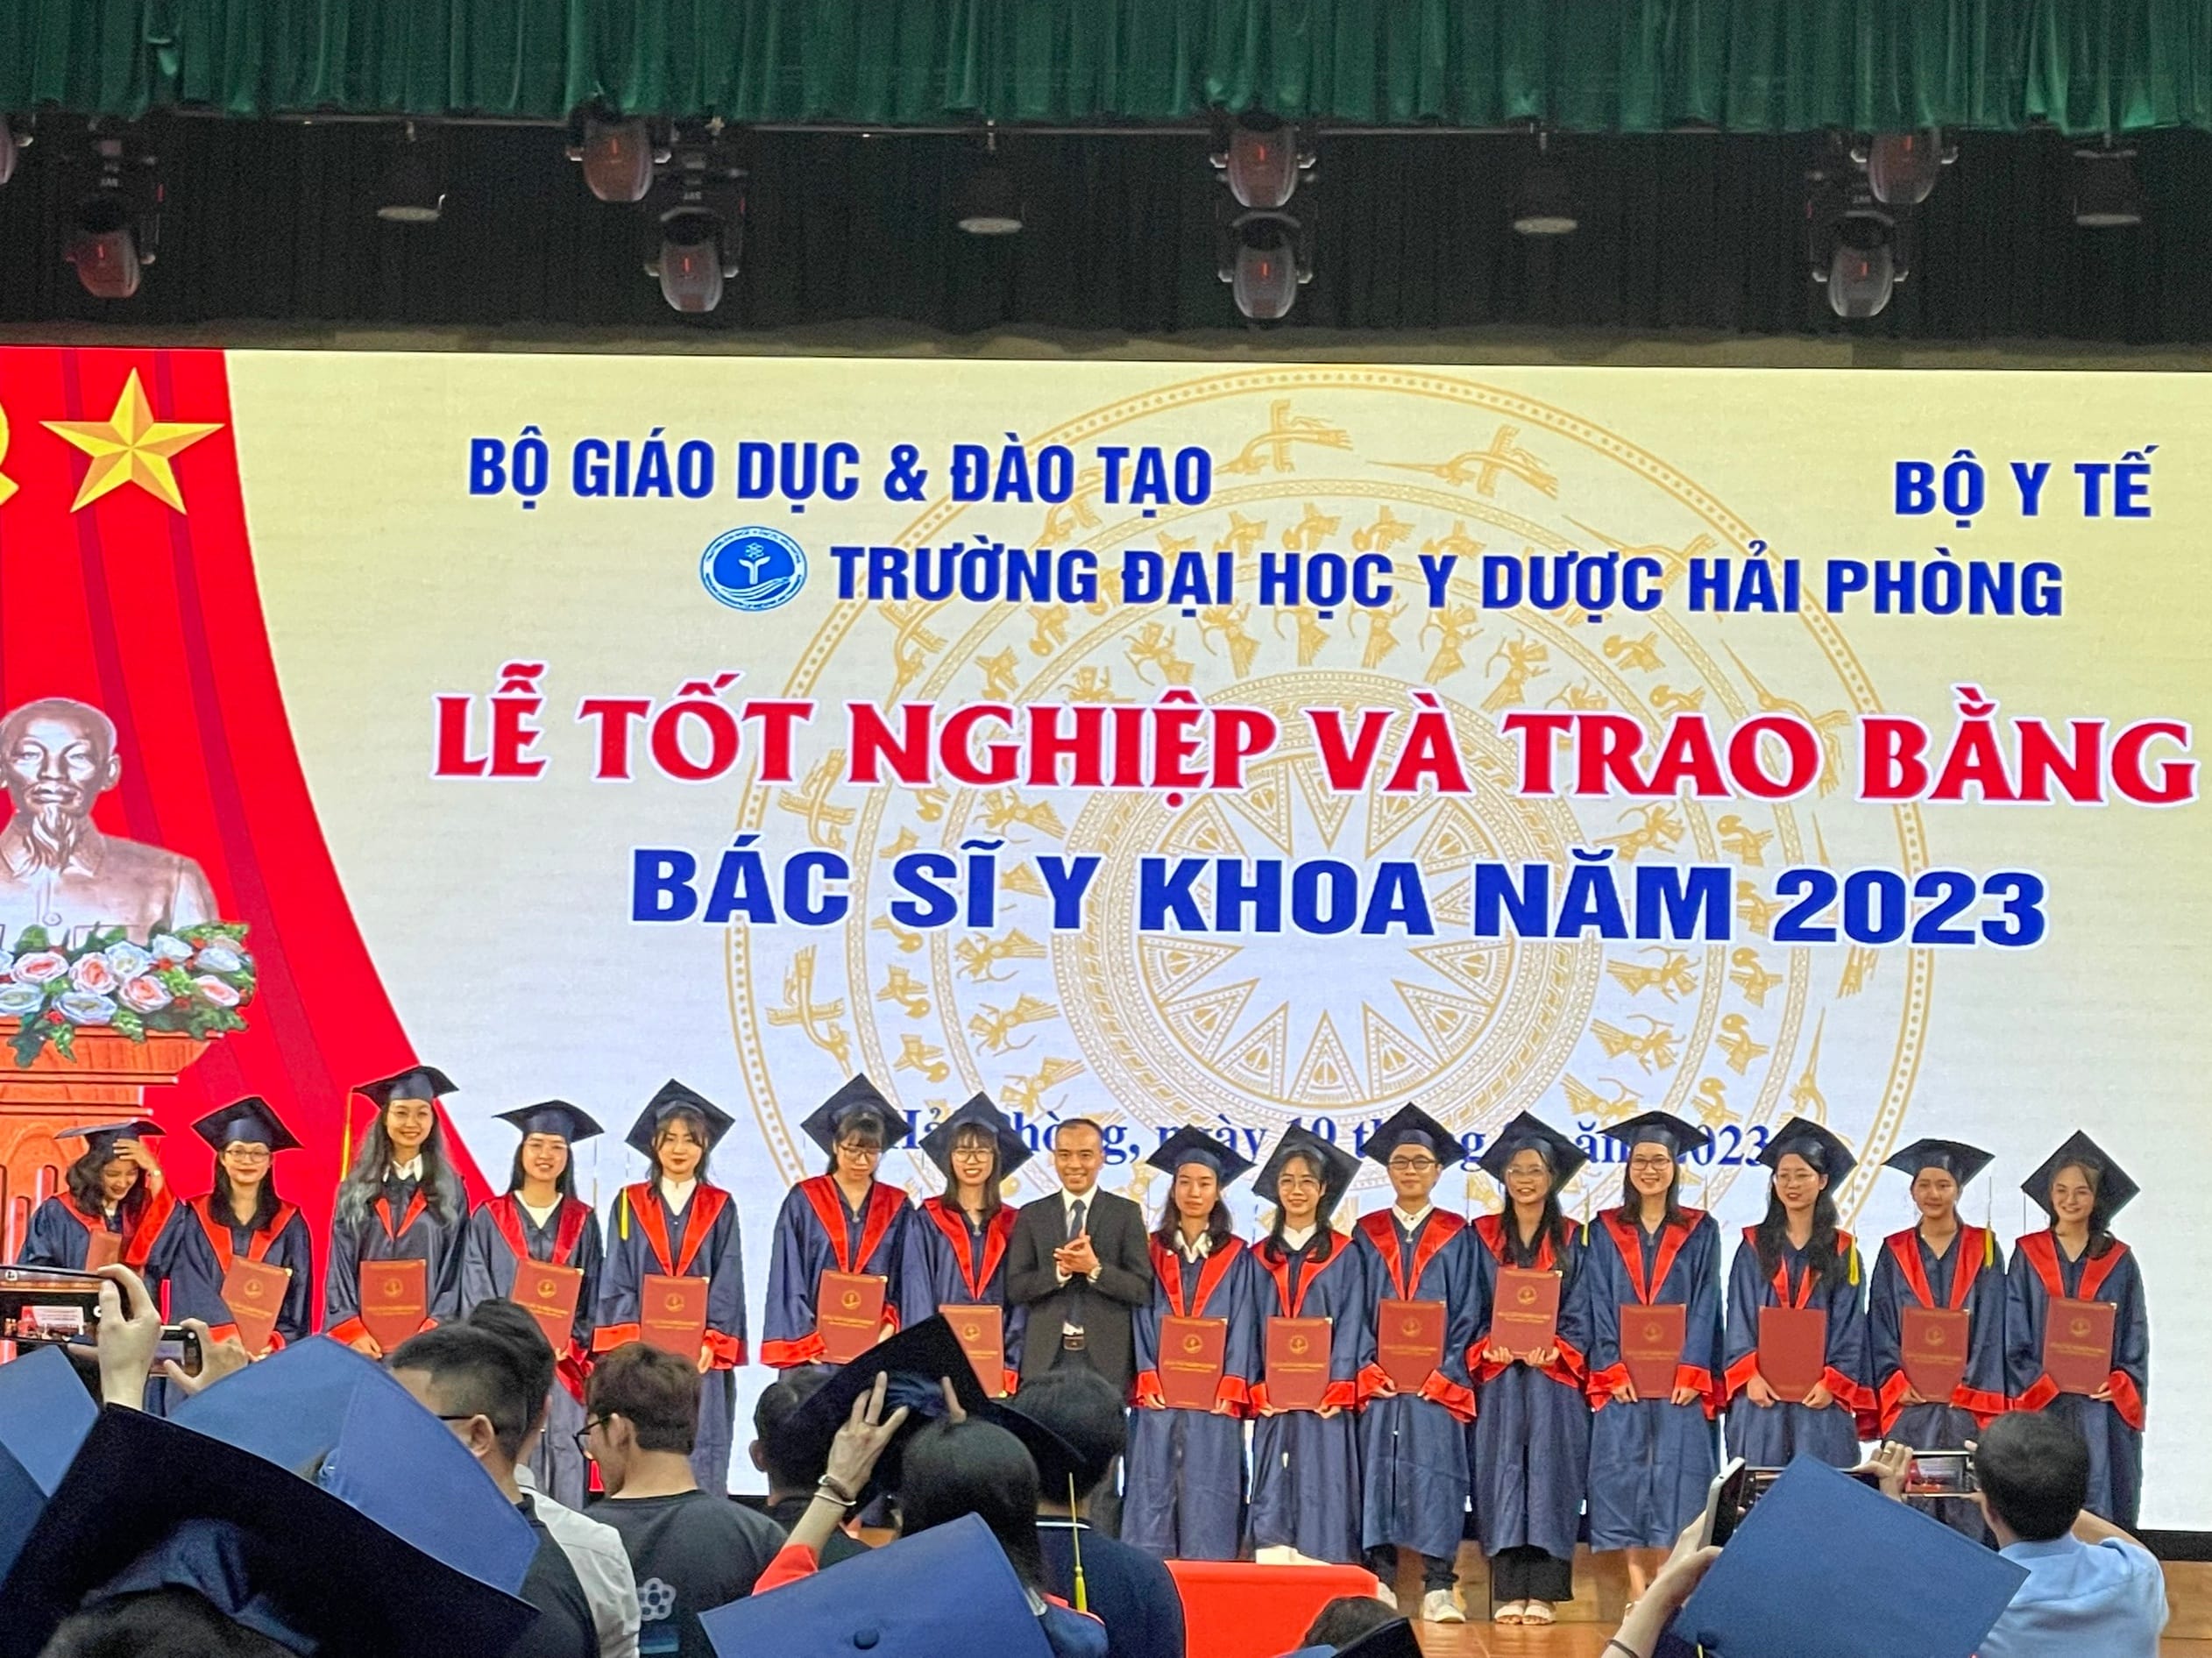 BỘ GIÁO DỤC & ĐÀO TẠO BỘ Y TẾ
TRƯỜNG ĐẠI HỌC Y DƯỢC HẢI PHÒNG
LỄ TỐT NGHIỆP VÀ TRAO BẰNG
BÁC SĨ Y KHOA NĂM 2023
ngày